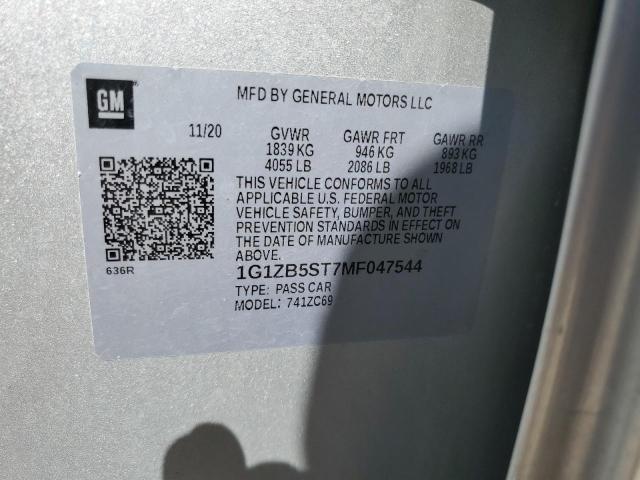 GM
MFD BY GENERAL MOTORS LLC
11/20 GVWR GAWR FRT GAWR RR
1839 KG 946 KG 893 KG
4055 LB 2086 LB 1968 LB
THIS VEHICLE CONFORMS TO ALL
APPLICABLE U.S. FEDERAL MOTOR
VEHICLE SAFETY, BUMPER, AND THEFT
PREVENTION STANDARDS IN EFFECT ON
THE DATE OF MANUFACTURE SHOWN
ABOVE.
636R
1G1ZB5ST7MF047544
TYPE: PASS CAR
MODEL: 741ZC69